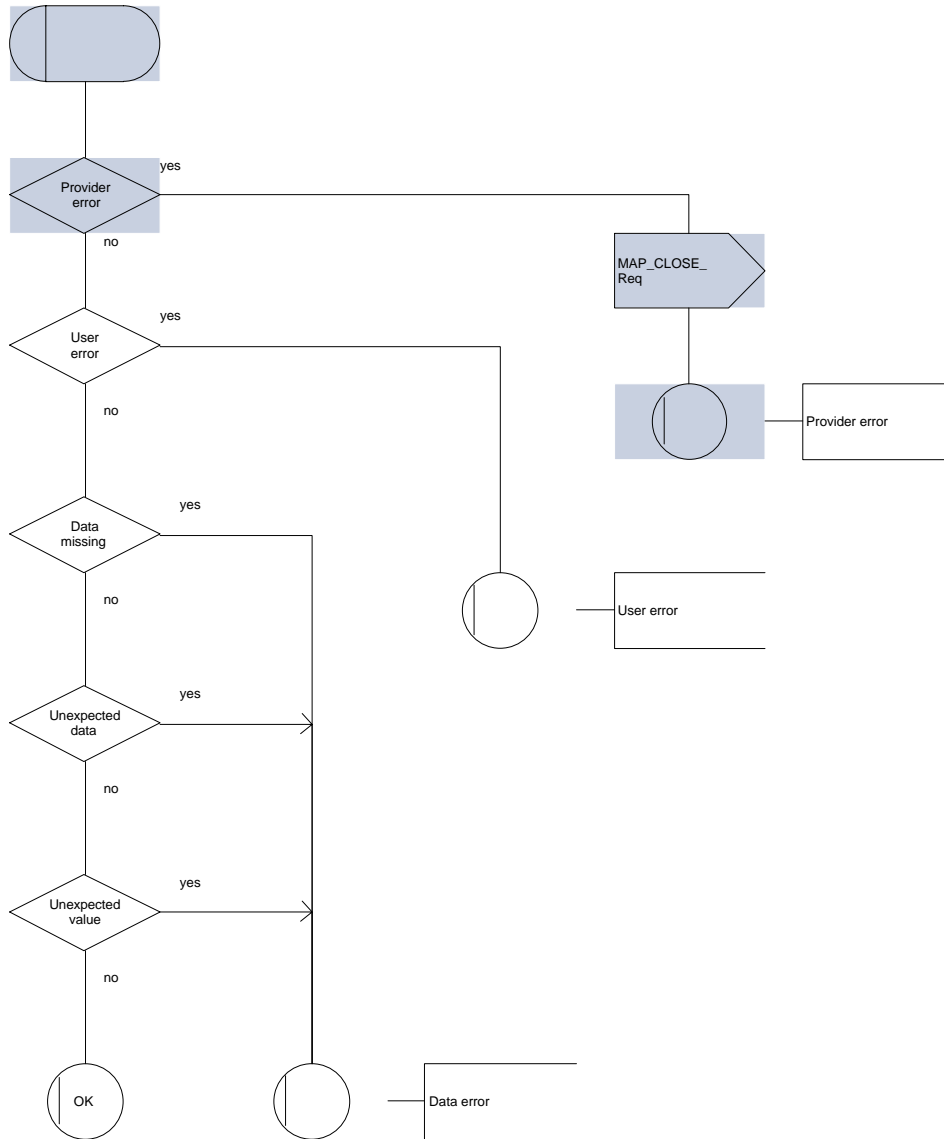 yes
Provider
error
no
MAP_CLOSE_
Req
yes
User
error
no
Provider error
yes
Data
missing
no
User error
yes
Unexpected
data
no
yes
Unexpected
value
no
OK
Data error